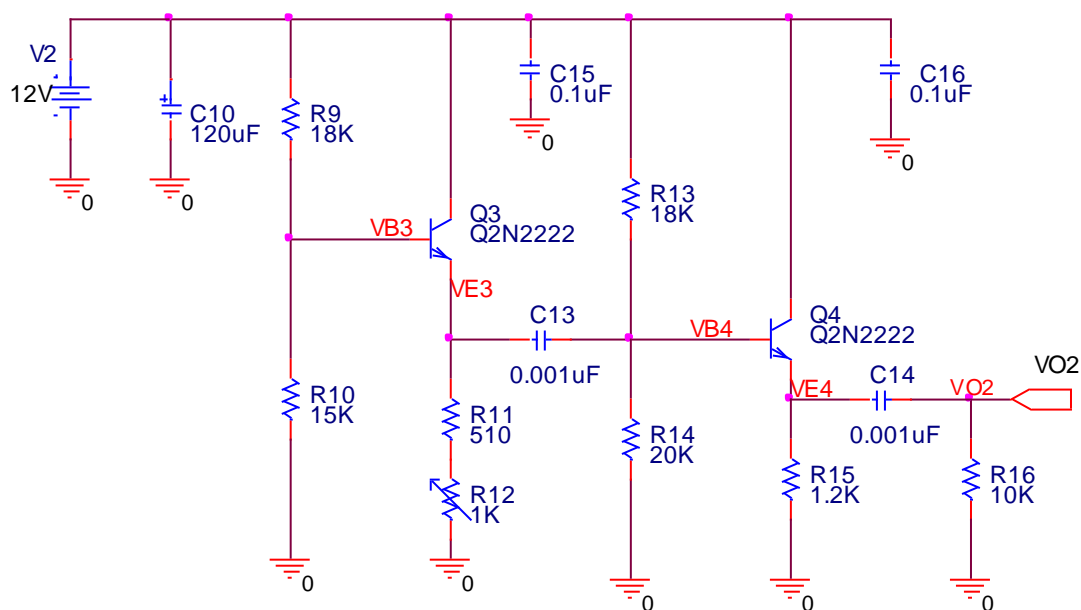 V2
12V
C10
120uF
0
0
R9
18K
C15
0.1uF
0
C16
0.1uF
0
R13
18K
Q3
Q2N2222
VB3
VE3
C13
0.001uF
VB4
Q4
Q2N2222
VE4
C14
0.001uF
VO2
VO2
R10
15K
R11
510
R12
1K
R14
20K
R15
1.2K
R16
10K
0
0
0
0
0